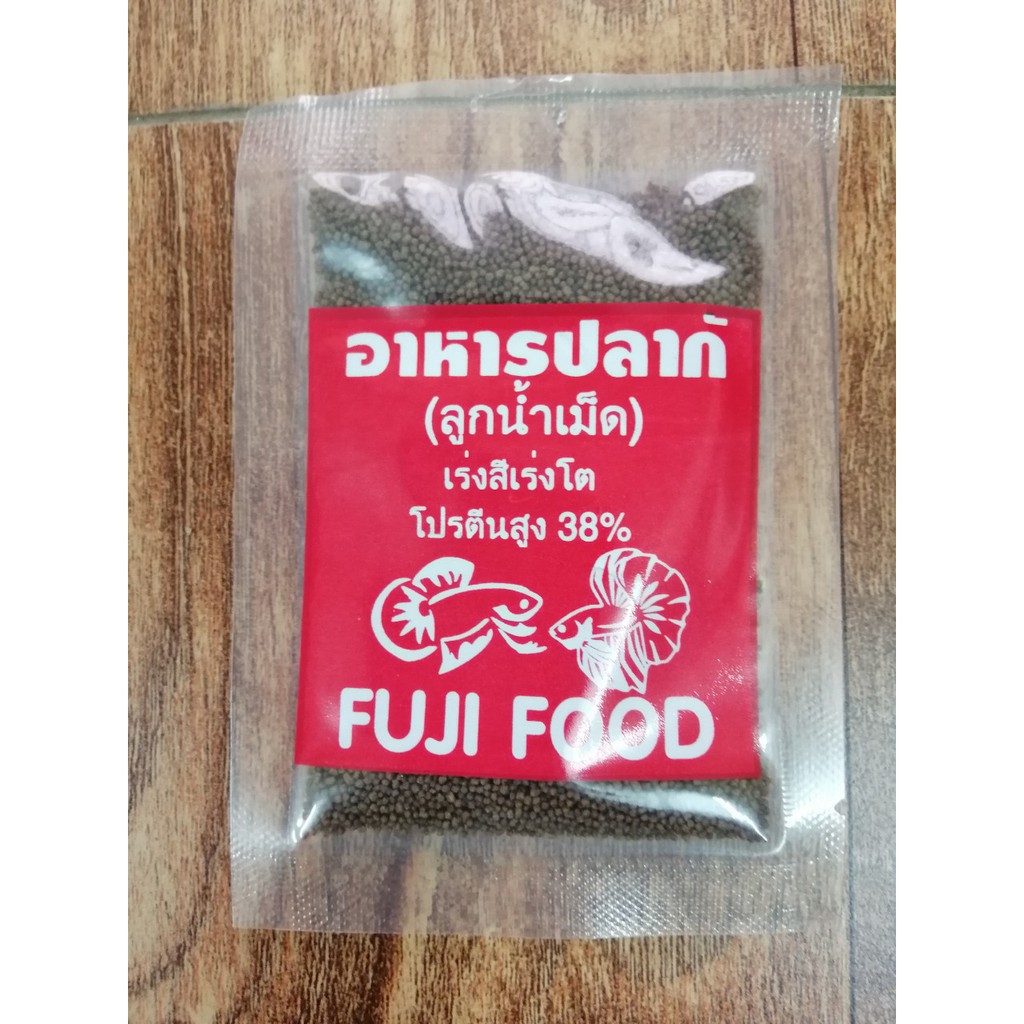 อาหารปลากั
(ลูกน้ำเม็ด)
เร่งสีเร่งโต
โปรตีนสูง 38%
FUJI FOOD